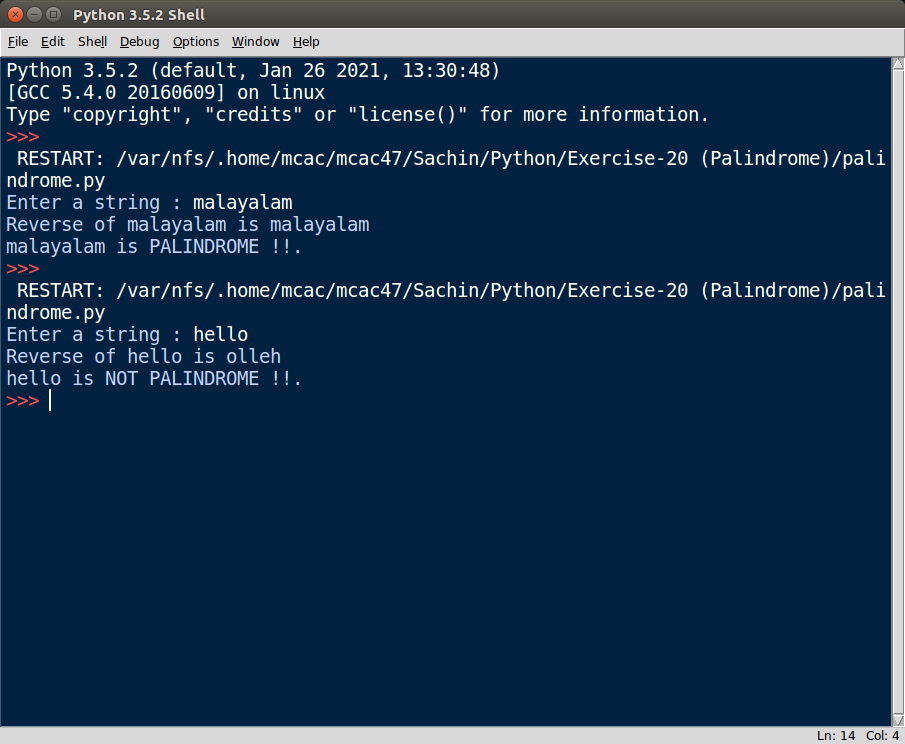 Python 3.5.2 Shell
File Edit Shell Debug Options Window Help
Python 3.5.2 (default, Jan 26 2021, 13:30:48)
[GCC 5.4.0 20160609] on linux
Type "copyright", "credits" or "license()" for more information.
>>>
 RESTART: /var/nfs/.home/mcac/mcac47/Sachin/Python/Exercise-20 (Palindrome)/pali
ndrome.py
Enter a string : malayalam
Reverse of malayalam is malayalam
malayalam is PALINDROME !!.
>>>
 RESTART: /var/nfs/.home/mcac/mcac47/Sachin/Python/Exercise-20 (Palindrome)/pali
ndrome.py
Enter a string : hello
Reverse of hello is olleh
hello is NOT PALINDROME !!.
>>>
Ln: 14 Col: 4